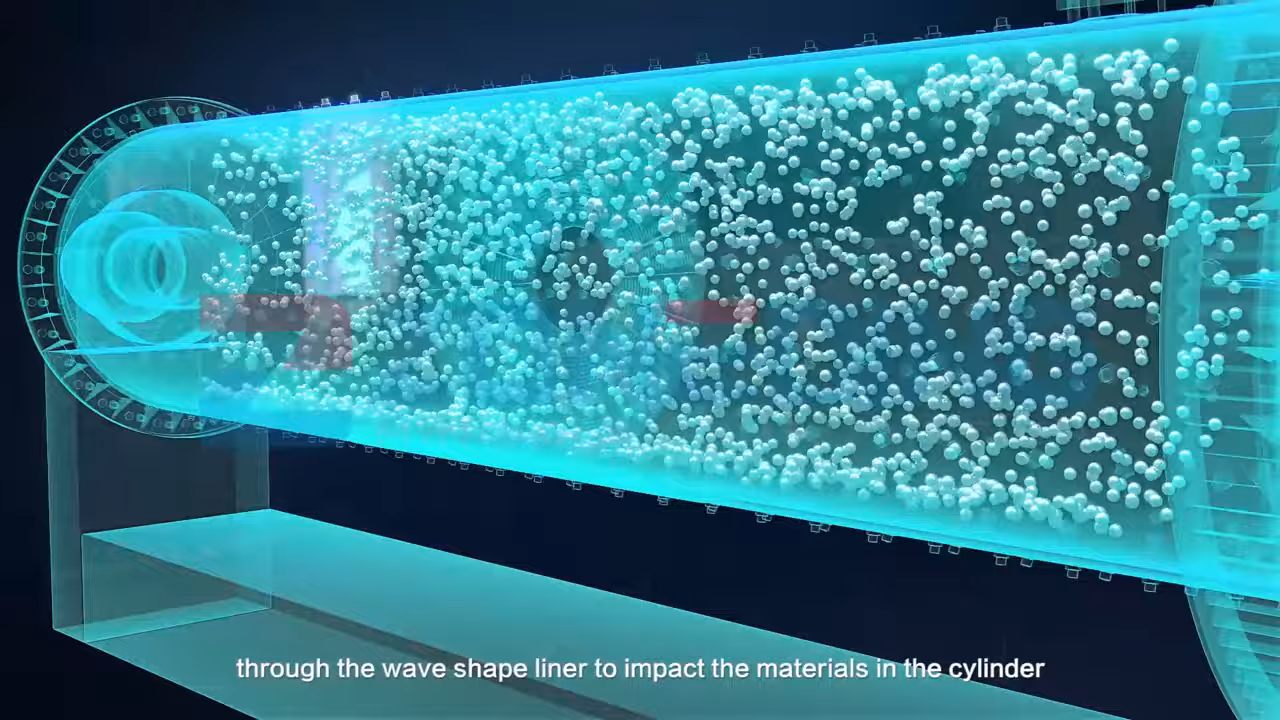 through the wave shape liner to impact the materials in the cylinder